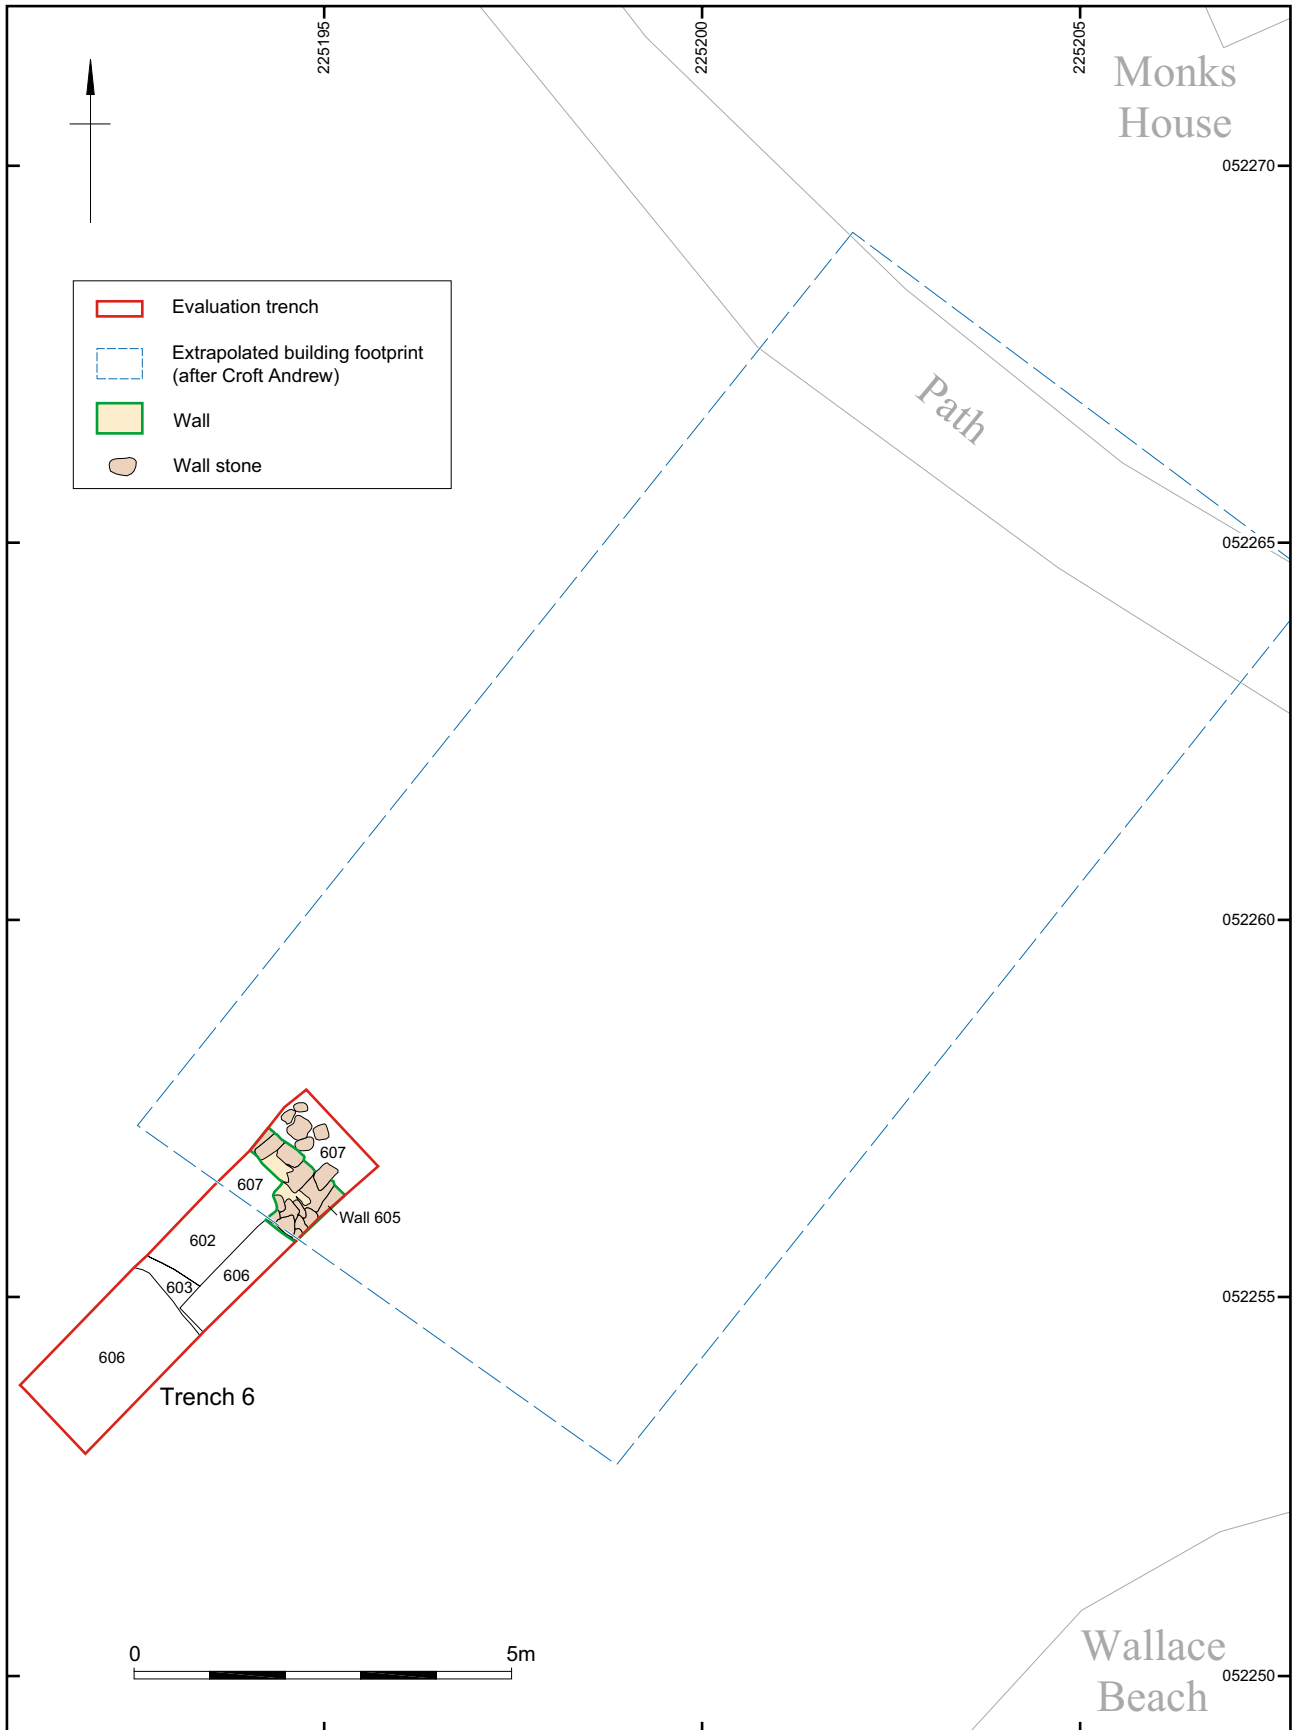 225195
225200
225205
Monks
House
052270
Evaluation trench
Extrapolated building footprint
(after Croft Andrew)
Wall
Wall stone
Path
052265
052260
607
607
Wall 605
602
606
603
052255
606
Trench 6
0 5m
Wallace
Beach
052250